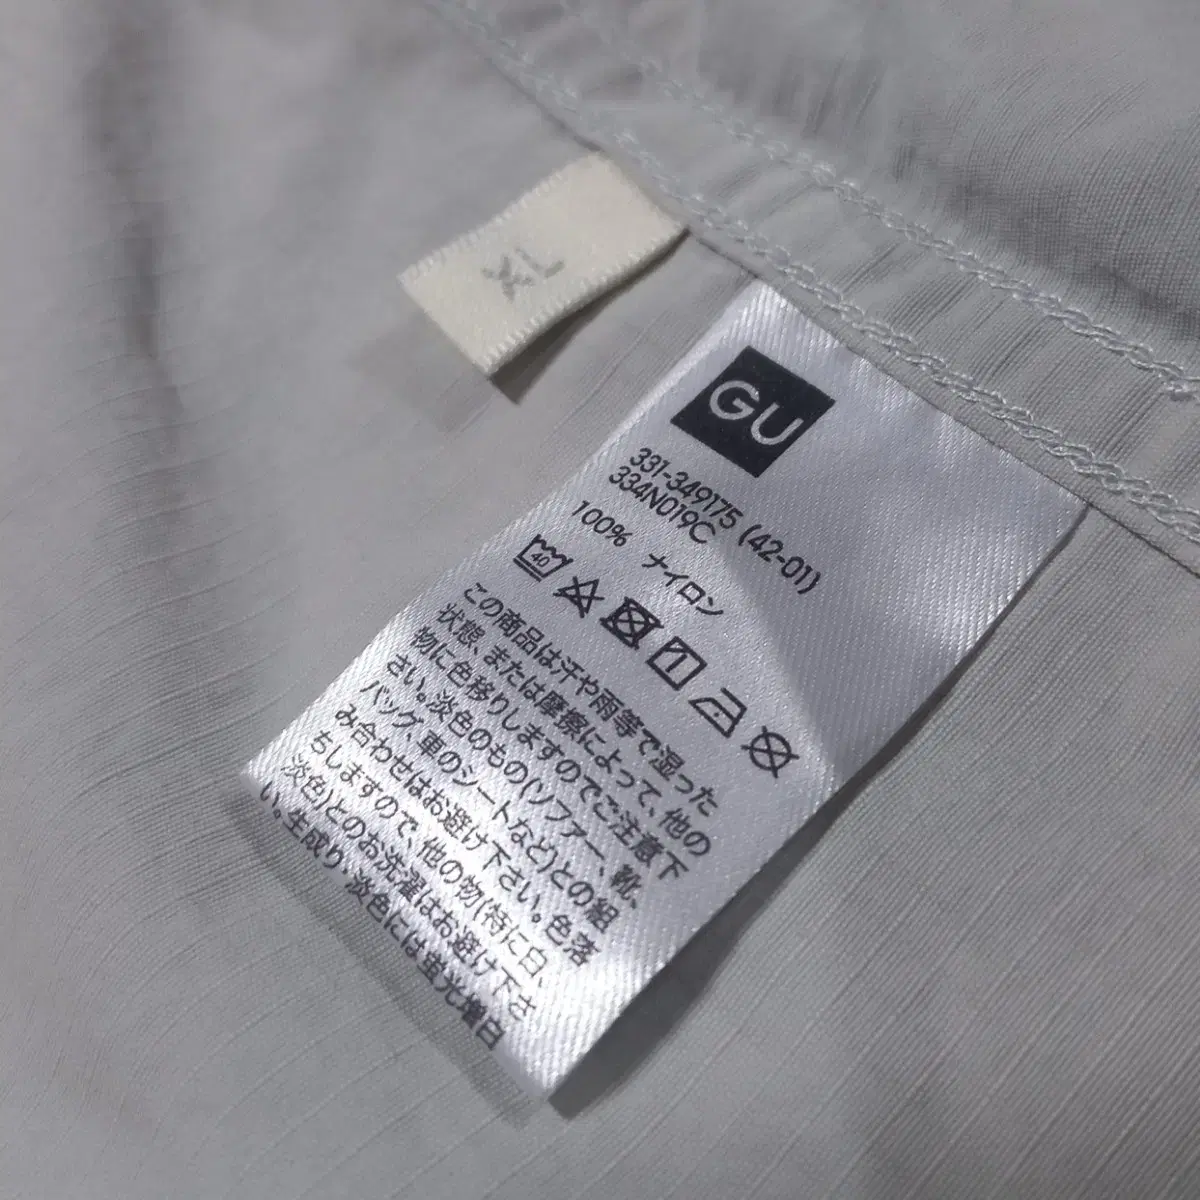 XL
GU
331-349175 (42-01)
334N019C
100% ナイロン
40
この商品は汗や雨等で湿った
状態、または摩擦によって、他の
物に色移りしますのでご注意下
さい。淡色のもの(ソファー、靴、
バッグ、車のシートなど)との組
み合わせはお避け下さい。色落
ちしますので、他の物(特に白、
淡色)とのお洗濯はお避け下さ
い。生成り・淡色には蛍光増白